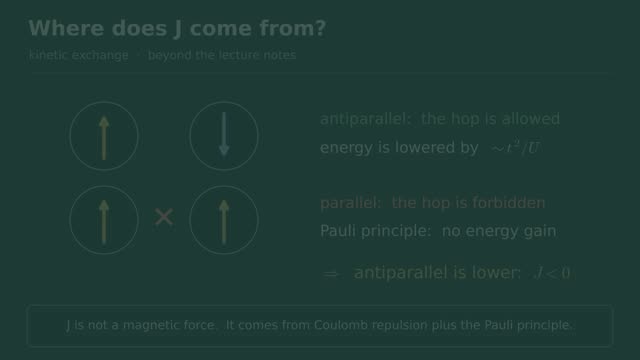 Where does J come from?
kinetic exchange · beyond the lecture notes
antiparallel: the hop is allowed
energy is lowered by ~t²/U
parallel: the hop is forbidden
Pauli principle: no energy gain
⇒ antiparallel is lower: J < 0
J is not a magnetic force. It comes from Coulomb repulsion plus the Pauli principle.